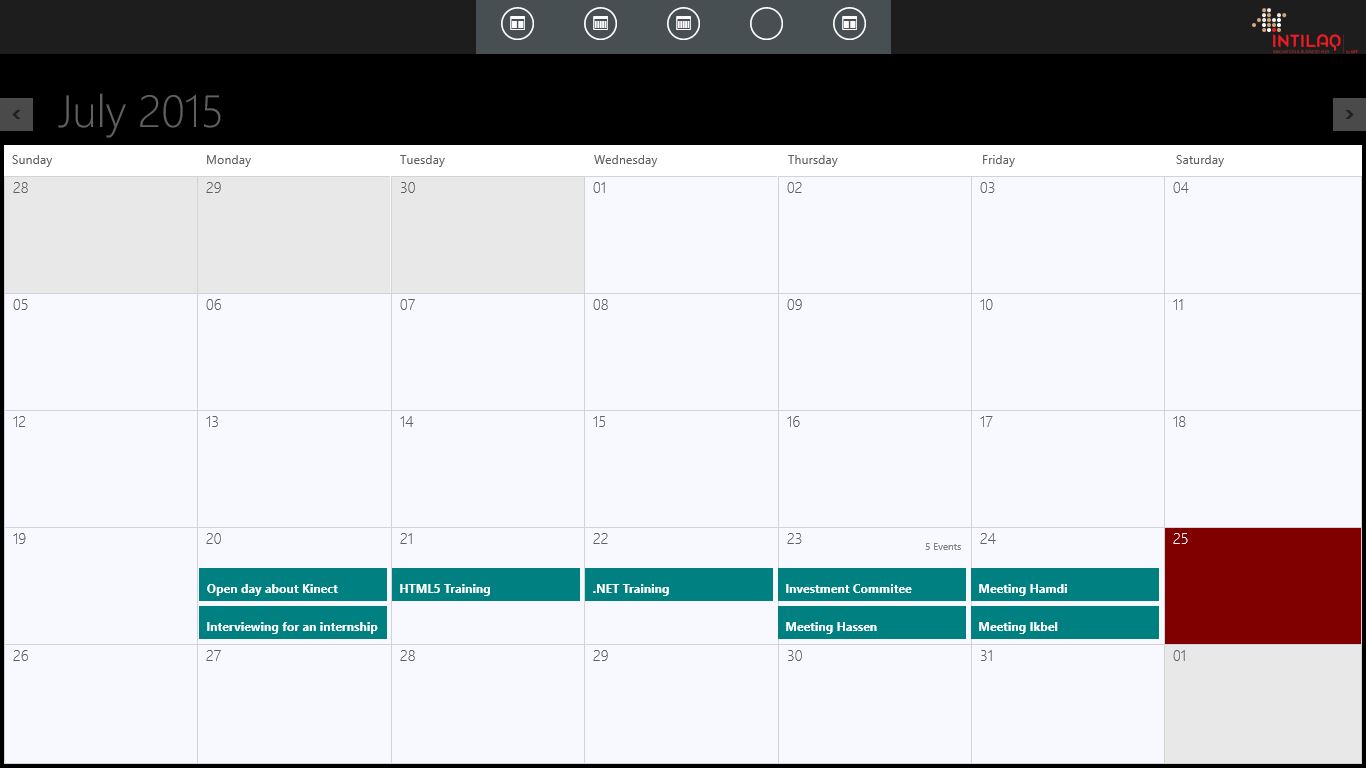 INTILAQ
July 2015
Sunday Monday Tuesday Wednesday Thursday Friday Saturday
28 29 30 01 02 03 04
05 06 07 08 09 10 11
12 13 14 15 16 17 18
19 20 21 22 23 5 Events 24 25
Open day about Kinect HTML5 Training .NET Training Investment Commitee Meeting Hamdi
Interviewing for an internship Meeting Hassen Meeting Ikbel
26 27 28 29 30 31 01